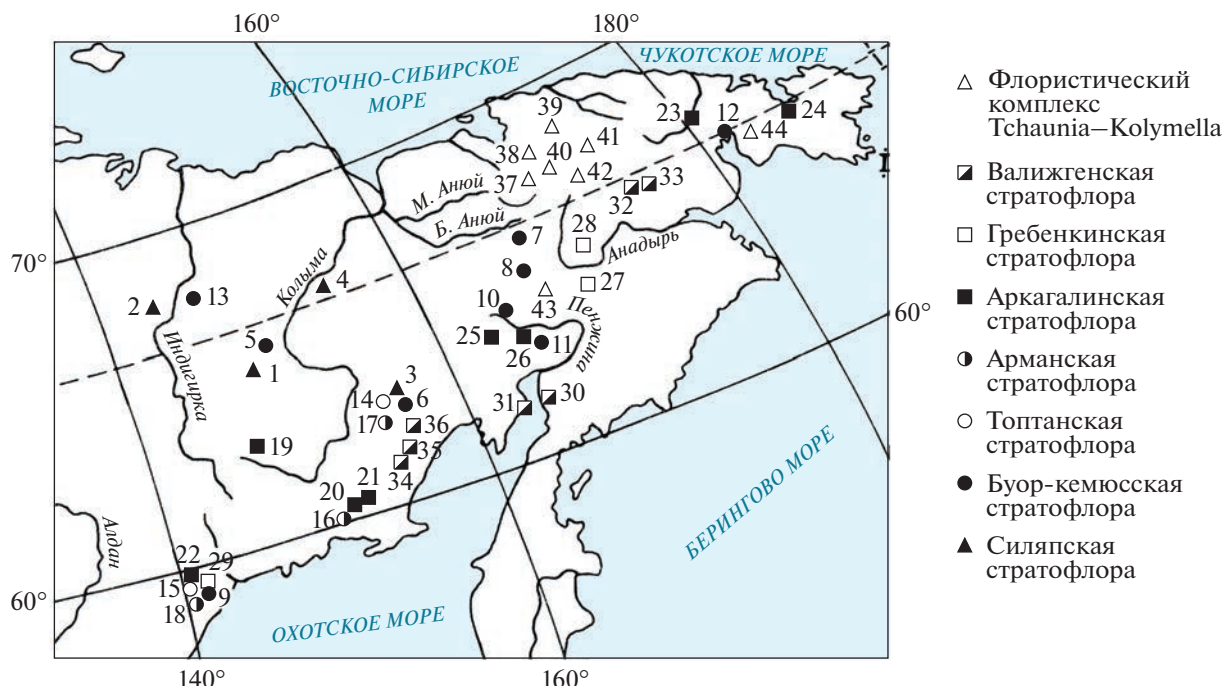 160°
180°
ЧУКОТСКОЕ МОРЕ
ВОСТОЧНО-СИБИРСКОЕ
МОРЕ
39
41
38
40
37
42
23
12
24
44
М. Анюй
Б. Анюй
32
33
7
28
Анадырь
8
27
70°
Колыма
4
2
13
10
43
Пенжина
60°
5
25
26
11
Индигирка
1
3
14
6
30
31
17
36
35
34
19
20
21
16
БЕРИНГОВО МОРЕ
Алдан
22
29
15
9
18
60°
ОХОТСКОЕ МОРЕ
140°
160°
Флористический
комплекс
Tchaunia–Kolymella
Валижгенская
стратофлора
Гребенкинская
стратофлора
Аркагалинская
стратофлора
Арманская
стратофлора
Топтанская
стратофлора
Буор-кемюсская
стратофлора
Силяпская
стратофлора